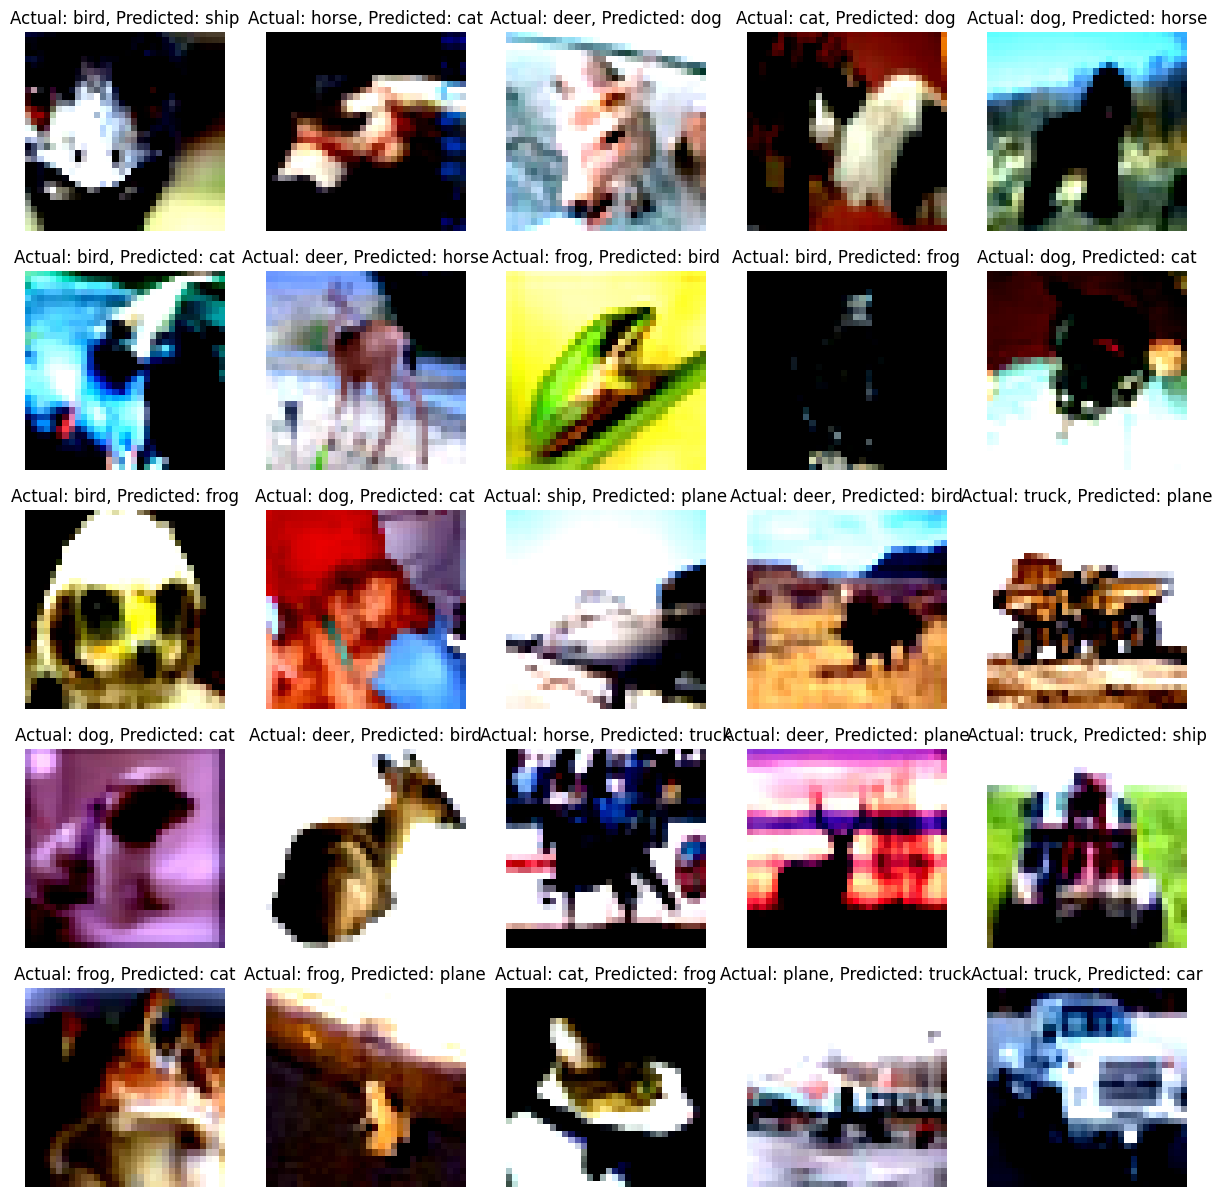 Actual: bird, Predicted: ship
Actual: horse, Predicted: cat
Actual: deer, Predicted: dog
Actual: cat, Predicted: dog
Actual: dog, Predicted: horse
Actual: bird, Predicted: cat
Actual: deer, Predicted: horse
Actual: frog, Predicted: bird
Actual: bird, Predicted: frog
Actual: dog, Predicted: cat
Actual: bird, Predicted: frog
Actual: dog, Predicted: cat
Actual: ship, Predicted: plane
Actual: deer, Predicted: bird
Actual: truck, Predicted: plane
Actual: dog, Predicted: cat
Actual: deer, Predicted: bird
Actual: horse, Predicted: truck
Actual: deer, Predicted: plane
Actual: truck, Predicted: ship
Actual: frog, Predicted: cat
Actual: frog, Predicted: plane
Actual: cat, Predicted: frog
Actual: plane, Predicted: truck
Actual: truck, Predicted: car